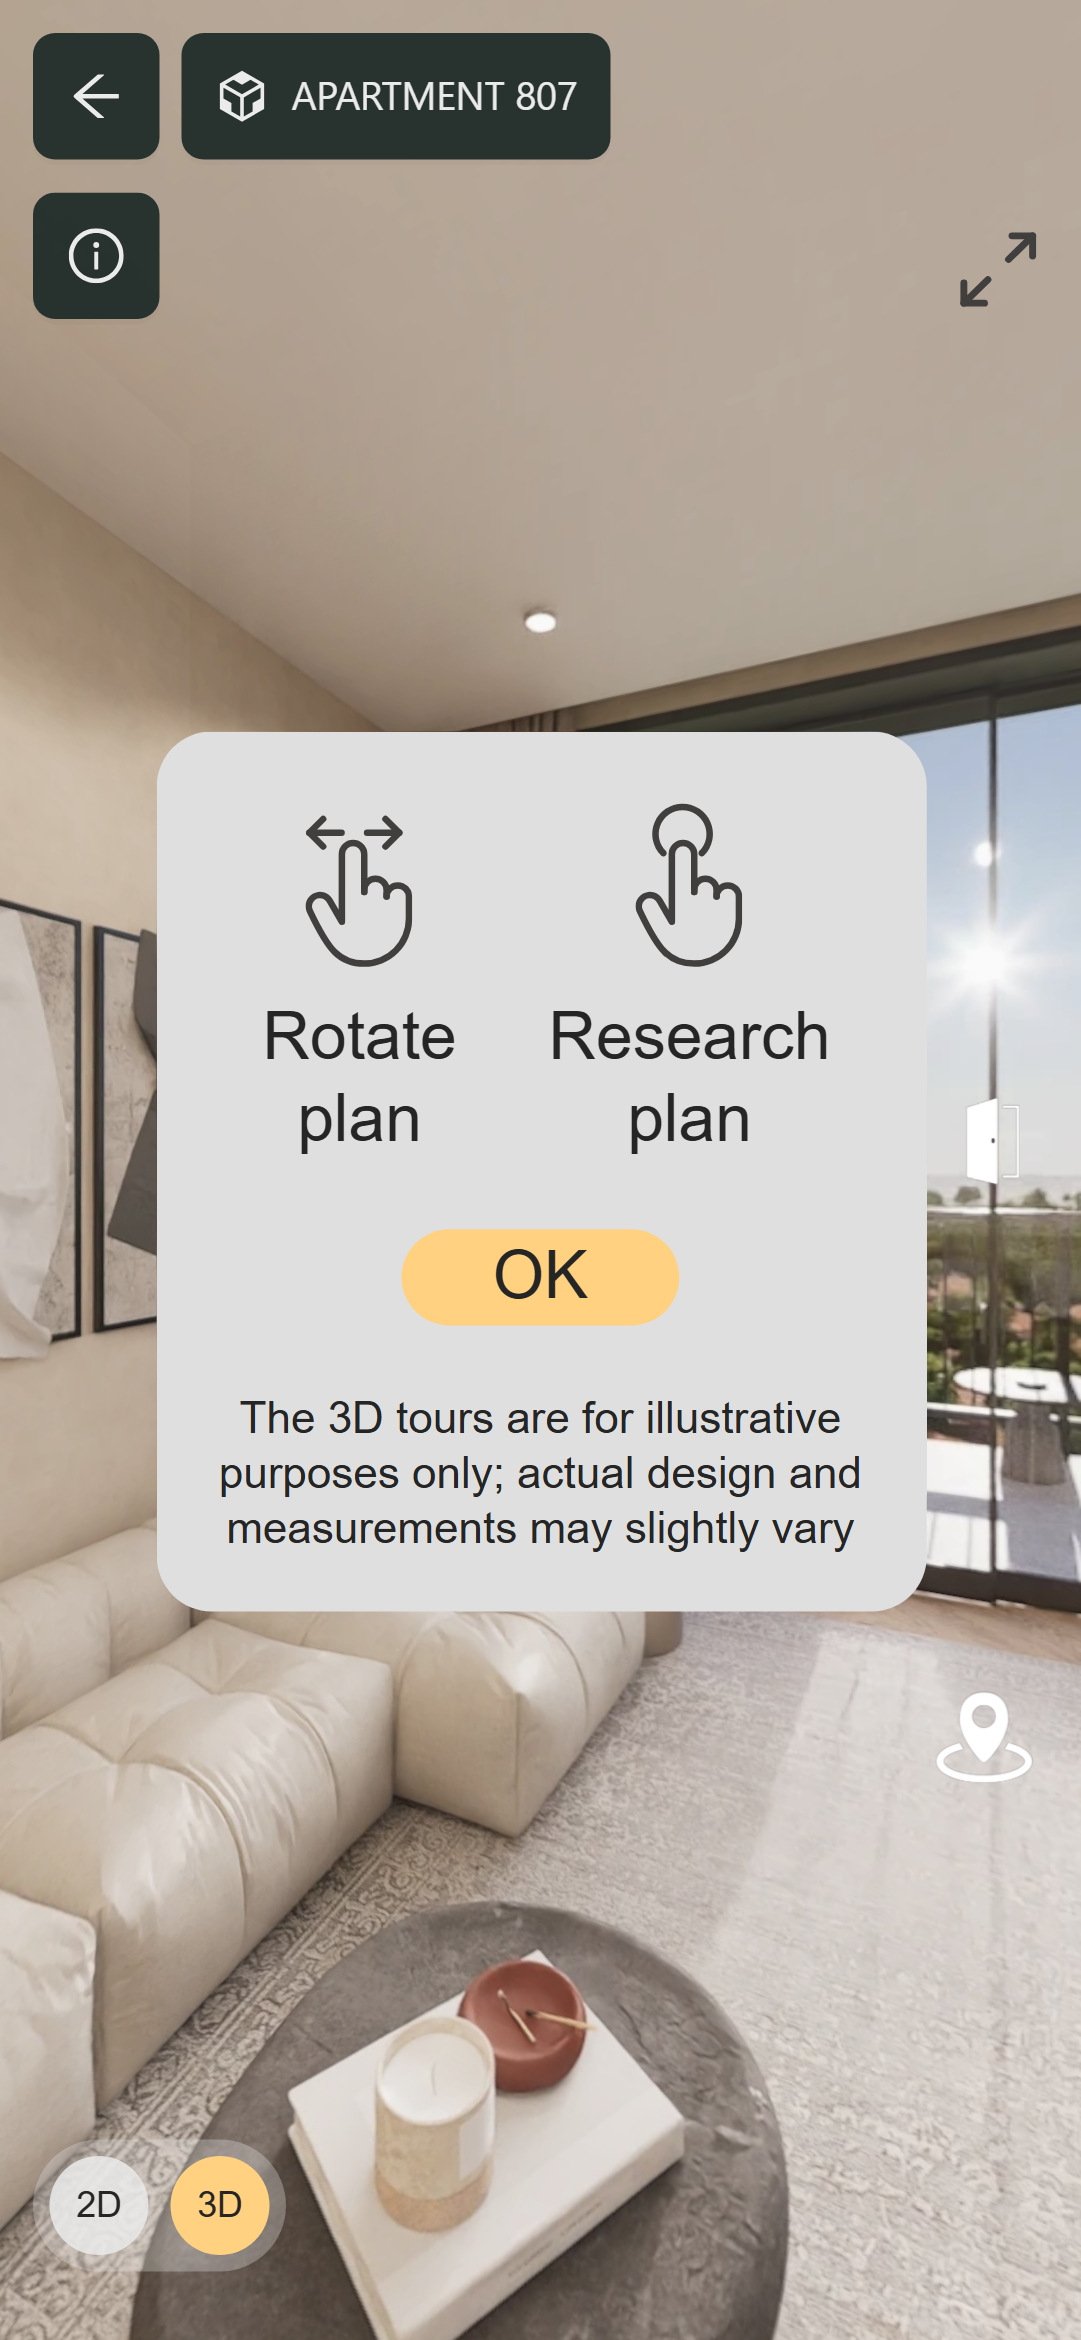 APARTMENT 807
Rotate
plan
Research
plan
OK
The 3D tours are for illustrative
purposes only; actual design and
measurements may slightly vary
2D
3D